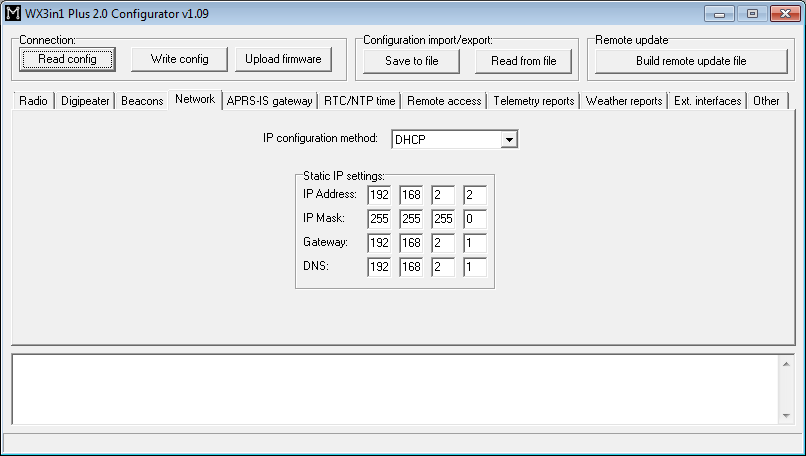 WX3in1 Plus 2.0 Configurator v1.09
Connection: Configuration import/export: Remote update
Read config Write config Upload firmware Save to file Read from file Build remote update file
Radio Digipeater Beacons Network APRS-IS gateway RTC/NTP time Remote access Telemetry reports Weather reports Ext. interfaces Other
IP configuration method: DHCP
Static IP settings:
IP Address: 192 168 2 2
IP Mask: 255 255 255 0
Gateway: 192 168 2 1
DNS: 192 168 2 1